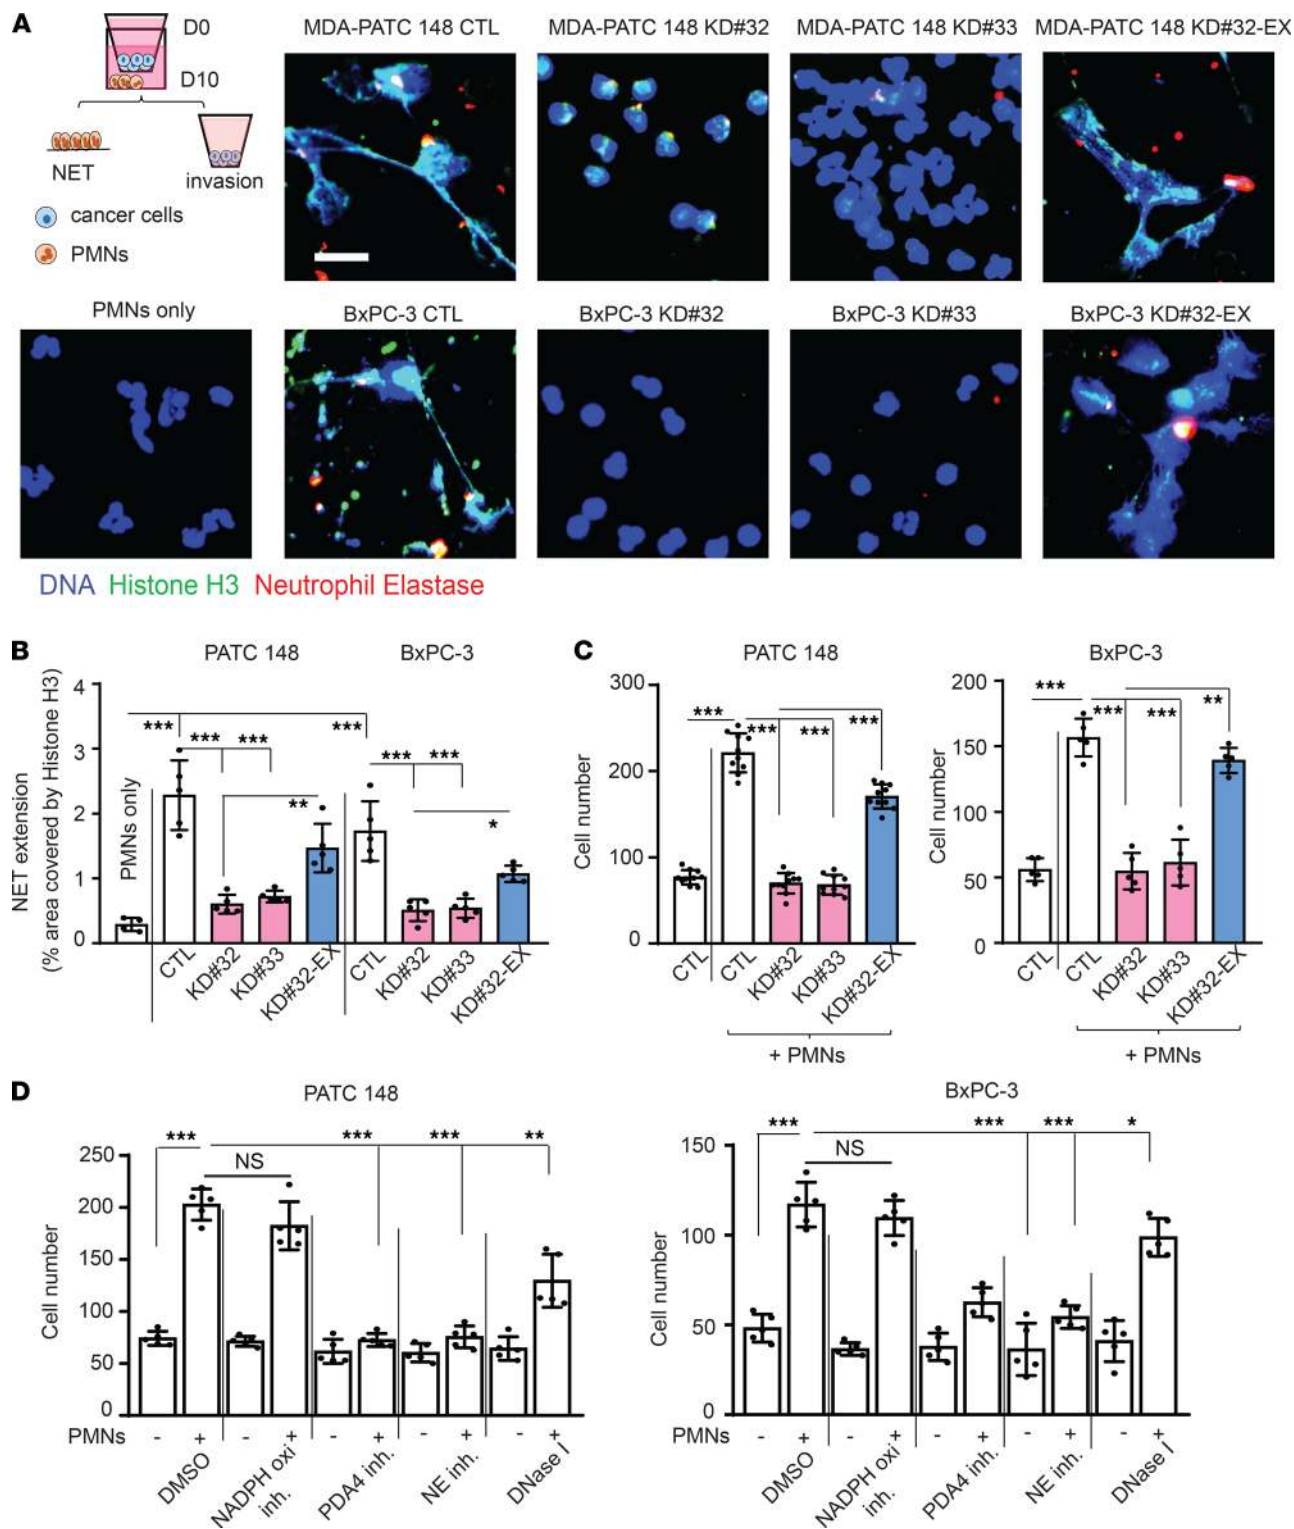 A
D0
D10
NET
invasion
cancer cells
PMNs
MDA-PATC 148 CTL
MDA-PATC 148 KD#32
MDA-PATC 148 KD#33
MDA-PATC 148 KD#32-EX
PMNs only
BxPC-3 CTL
BxPC-3 KD#32
BxPC-3 KD#33
BxPC-3 KD#32-EX
DNA Histone H3 Neutrophil Elastase
B
PATC 148
BxPC-3
NET extension
(% area covered by Histone H3)
4
3
2
1
0
PMNs only
***
***
***
**
***
***
***
*
CTL
KD#32
KD#33
KD#32-EX
CTL
KD#32
KD#33
KD#32-EX
C
PATC 148
Cell number
300
200
100
0
***
***
***
***
CTL
CTL
KD#32
KD#33
KD#32-EX
+ PMNs
BxPC-3
Cell number
200
150
100
50
0
***
***
***
**
CTL
CTL
KD#32
KD#33
KD#32-EX
+ PMNs
D
PATC 148
Cell number
250
200
150
100
50
0
***
NS
***
***
**
PMNs - + - + - + - + - +
DMSO
NADPH oxi
inh.
PDA4 inh.
NE inh.
DNase I
BxPC-3
Cell number
150
100
50
0
***
NS
***
***
*
PMNs - + - + - + - + - +
DMSO
NADPH oxi
inh.
PDA4 inh.
NE inh.
DNase I